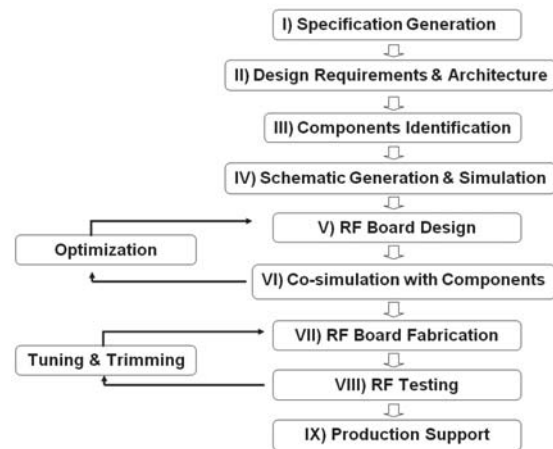 I) Specification Generation
II) Design Requirements & Architecture
III) Components Identification
IV) Schematic Generation & Simulation
V) RF Board Design
Optimization
VI) Co-simulation with Components
VII) RF Board Fabrication
Tuning & Trimming
VIII) RF Testing
IX) Production Support